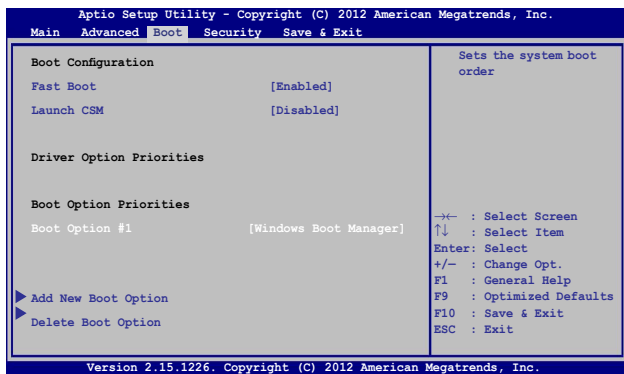 Aptio Setup Utility - Copyright (C) 2012 American Megatrends, Inc.
Main Advanced Boot Security Save & Exit
Boot Configuration
Fast Boot [Enabled]
Launch CSM [Disabled]
Driver Option Priorities
Boot Option Priorities
Boot Option #1 [Windows Boot Manager]
Add New Boot Option
Delete Boot Option
Sets the system boot
order
→← : Select Screen
↑↓ : Select Item
Enter: Select
+/— : Change Opt.
F1 : General Help
F9 : Optimized Defaults
F10 : Save & Exit
ESC : Exit
Version 2.15.1226. Copyright (C) 2012 American Megatrends, Inc.